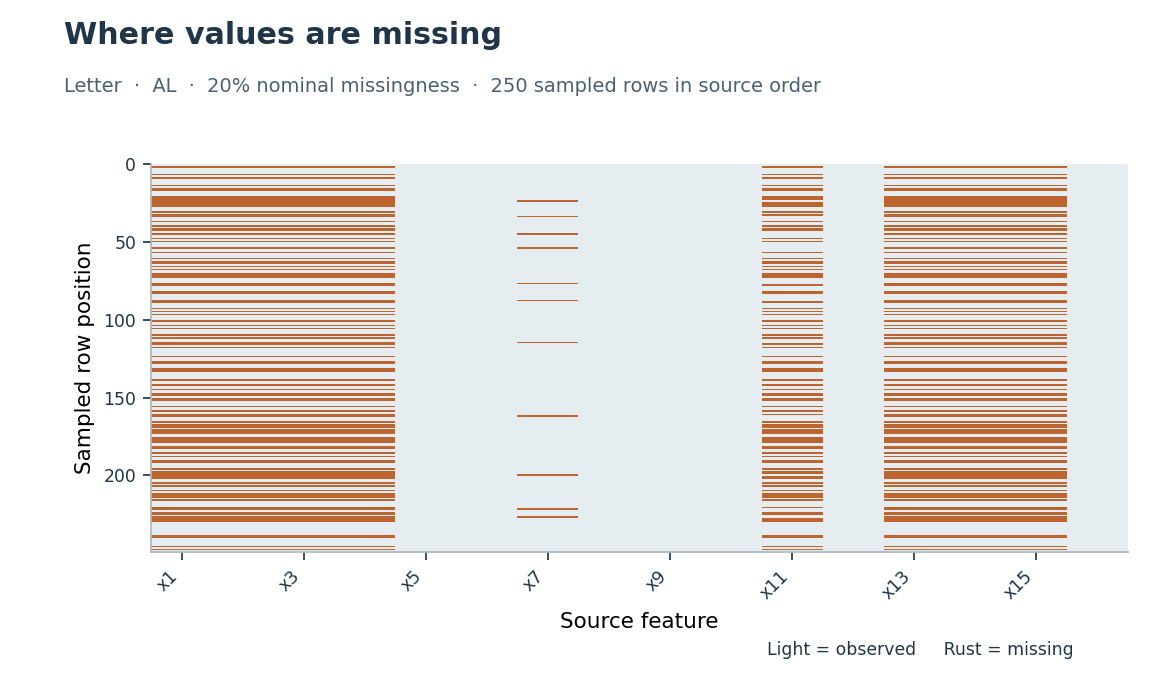 Where values are missing
Letter · AL · 20% nominal missingness · 250 sampled rows in source order
0
50
100
150
200
Sampled row position
x1 x3 x5 x7 x9 x11 x13 x15
Source feature
Light = observed Rust = missing